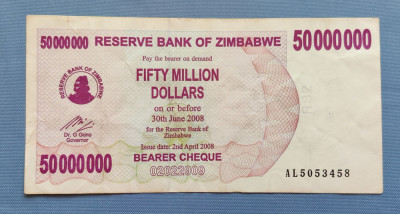 50000000 RESERVE BANK OF ZIMBABWE 50000000
Pay the bearer on demand
RESERVE BANK OF ZIMBABWE
FIFTY MILLION
DOLLARS
on or before
30th June 2008
for the Reserve Bank of
Zimbabwe
Dr. G Gono
Governor
Issue date: 2nd April 2008
50000000 BEARER CHEQUE
AL5053458